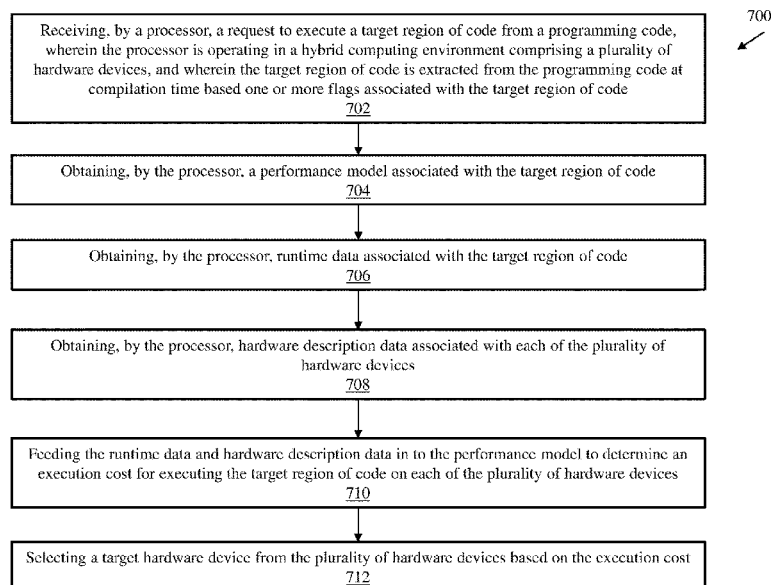 700
Receiving, by a processor, a request to execute a target region of code from a programming code,
wherein the processor is operating in a hybrid computing environment comprising a plurality of
hardware devices, and wherein the target region of code is extracted from the programming code at
compilation time based one or more flags associated with the target region of code
702
Obtaining, by the processor, a performance model associated with the target region of code
704
Obtaining, by the processor, runtime data associated with the target region of code
706
Obtaining, by the processor, hardware description data associated with each of the plurality of
hardware devices
708
Feeding the runtime data and hardware description data in to the performance model to determine an
execution cost for executing the target region of code on each of the plurality of hardware devices
710
Selecting a target hardware device from the plurality of hardware devices based on the execution cost
712